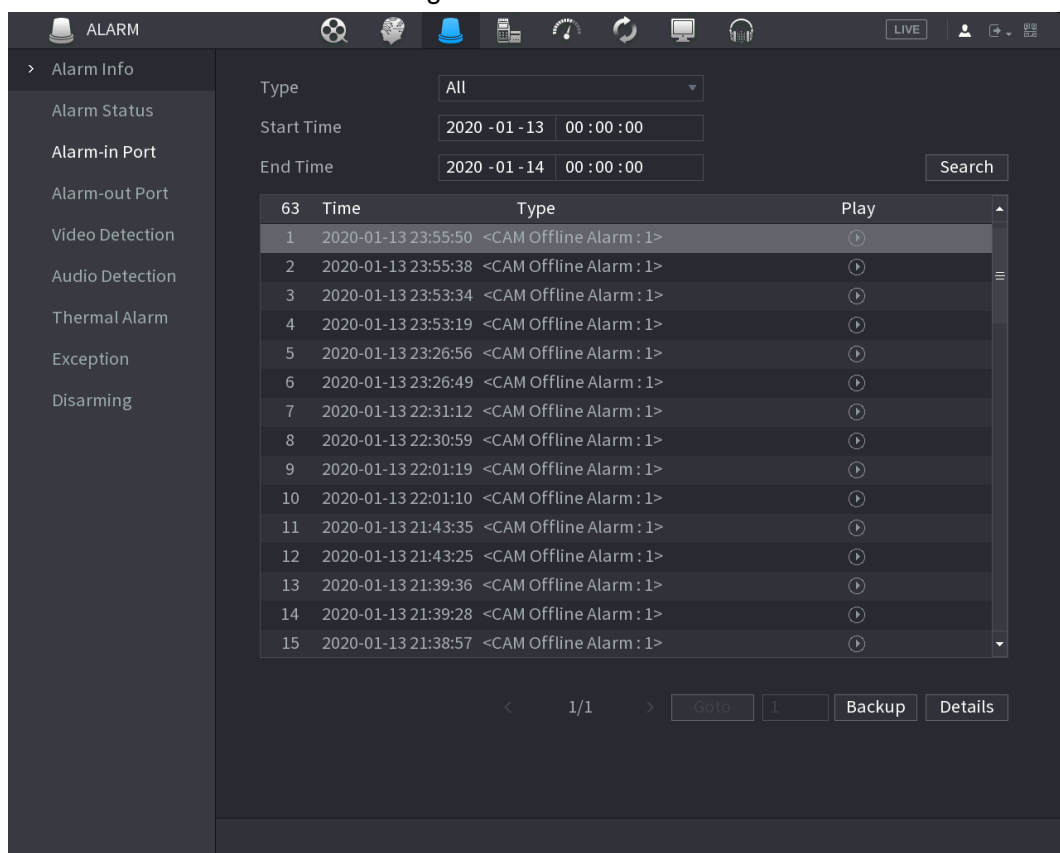 ALARM LIVE
> Alarm Info
Alarm Status
Alarm-in Port
Alarm-out Port
Video Detection
Audio Detection
Thermal Alarm
Exception
Disarming
Type All
Start Time 2020 -01 -13 00 : 00 : 00
End Time 2020 -01 -14 00 : 00 : 00
Search
63 Time Type Play
1 2020-01-13 23:55:50 <CAM Offline Alarm : 1>
2 2020-01-13 23:55:38 <CAM Offline Alarm : 1>
3 2020-01-13 23:53:34 <CAM Offline Alarm : 1>
4 2020-01-13 23:53:19 <CAM Offline Alarm : 1>
5 2020-01-13 23:26:56 <CAM Offline Alarm : 1>
6 2020-01-13 23:26:49 <CAM Offline Alarm : 1>
7 2020-01-13 22:31:12 <CAM Offline Alarm : 1>
8 2020-01-13 22:30:59 <CAM Offline Alarm : 1>
9 2020-01-13 22:01:19 <CAM Offline Alarm : 1>
10 2020-01-13 22:01:10 <CAM Offline Alarm : 1>
11 2020-01-13 21:43:35 <CAM Offline Alarm : 1>
12 2020-01-13 21:43:25 <CAM Offline Alarm : 1>
13 2020-01-13 21:39:36 <CAM Offline Alarm : 1>
14 2020-01-13 21:39:28 <CAM Offline Alarm : 1>
15 2020-01-13 21:38:57 <CAM Offline Alarm : 1>
< 1/1 > Goto 1 Backup Details